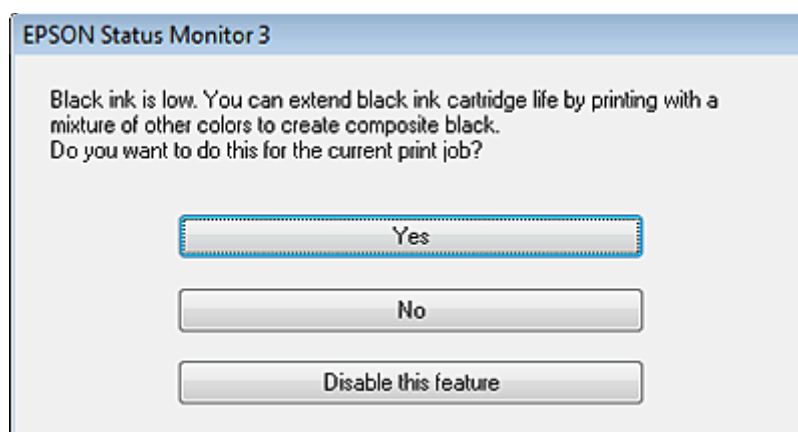 EPSON Status Monitor 3
Black ink is low. You can extend black ink cartridge life by printing with a
mixture of other colors to create composite black.
Do you want to do this for the current print job?
Yes
No
Disable this feature